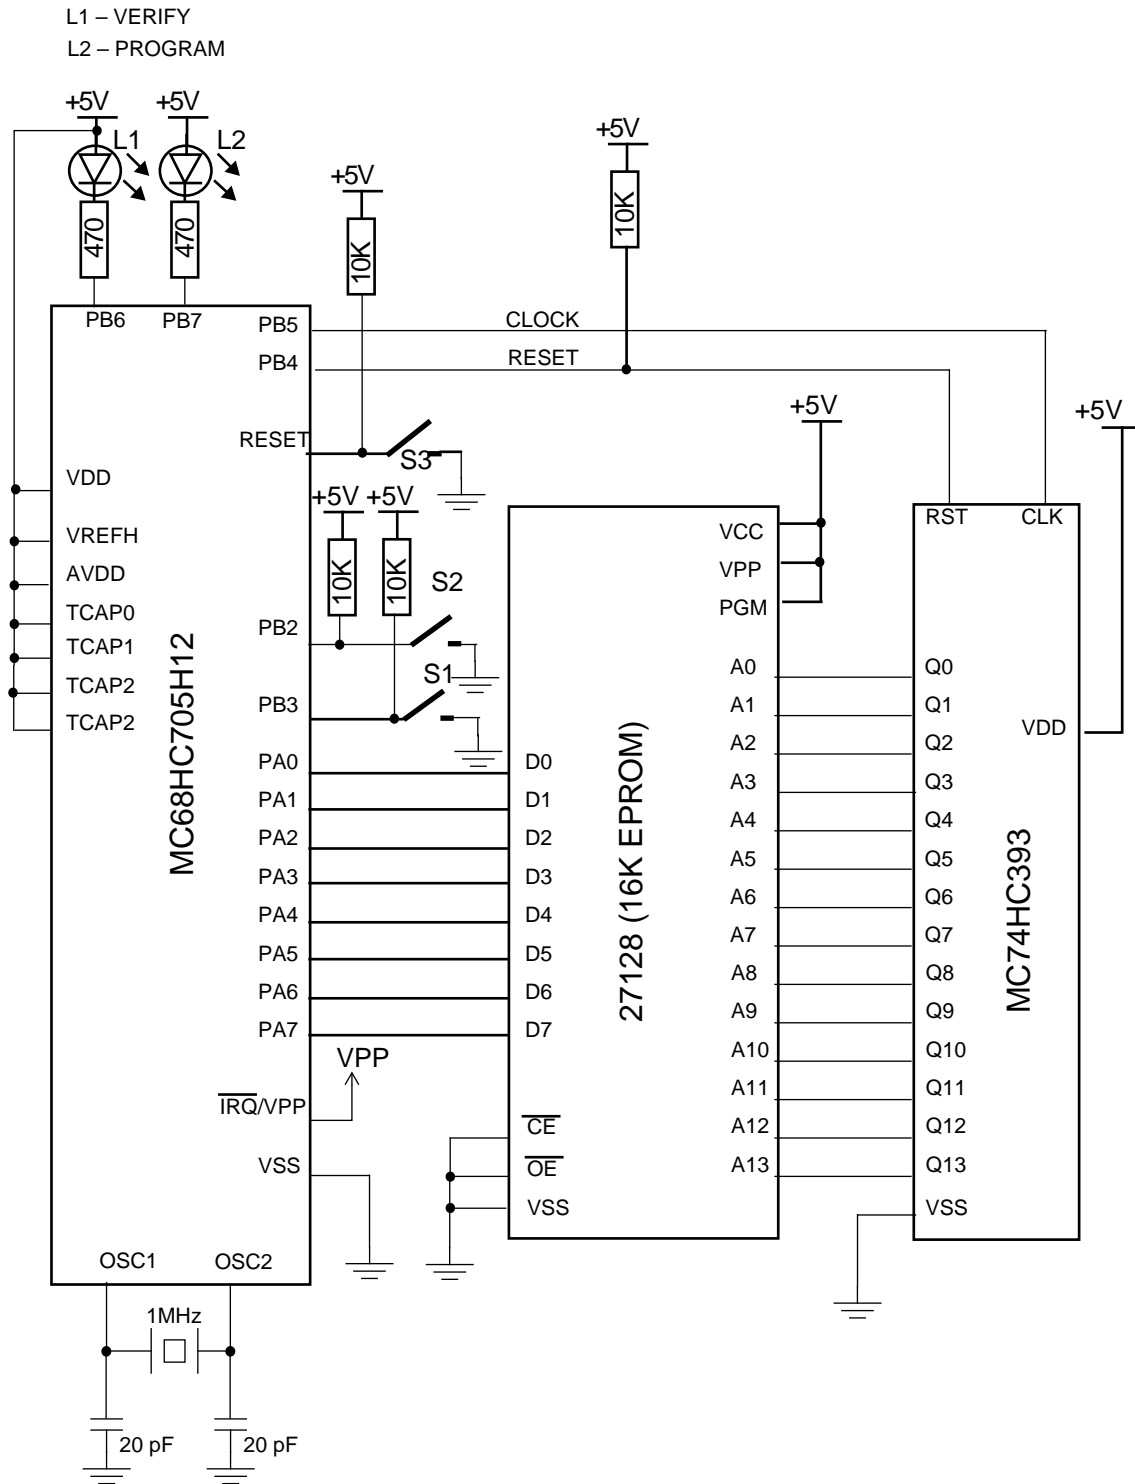 L1 – VERIFY
L2 – PROGRAM
+5V
+5V
L1
L2
470
470
+5V
10K
+5V
10K
PB6
PB7
PB5
CLOCK
PB4
RESET
RESET
S3
+5V
+5V
+5V
+5V
VDD
VREFH
AVDD
TCAP0
TCAP1
TCAP2
TCAP2
MC68HC705H12
10K
10K
S2
PB2
S1
PB3
PA0
PA1
PA2
PA3
PA4
PA5
PA6
PA7
VPP
IRQ/VPP
VSS
OSC1
OSC2
1MHz
20 pF
20 pF
VCC
VPP
PGM
D0
D1
D2
D3
D4
D5
D6
D7
27128 (16K EPROM)
A0
A1
A2
A3
A4
A5
A6
A7
A8
A9
A10
A11
A12
A13
CE
OE
VSS
RST
CLK
Q0
Q1
Q2
Q3
Q4
Q5
Q6
Q7
Q8
Q9
Q10
Q11
Q12
Q13
VSS
VDD
MC74HC393